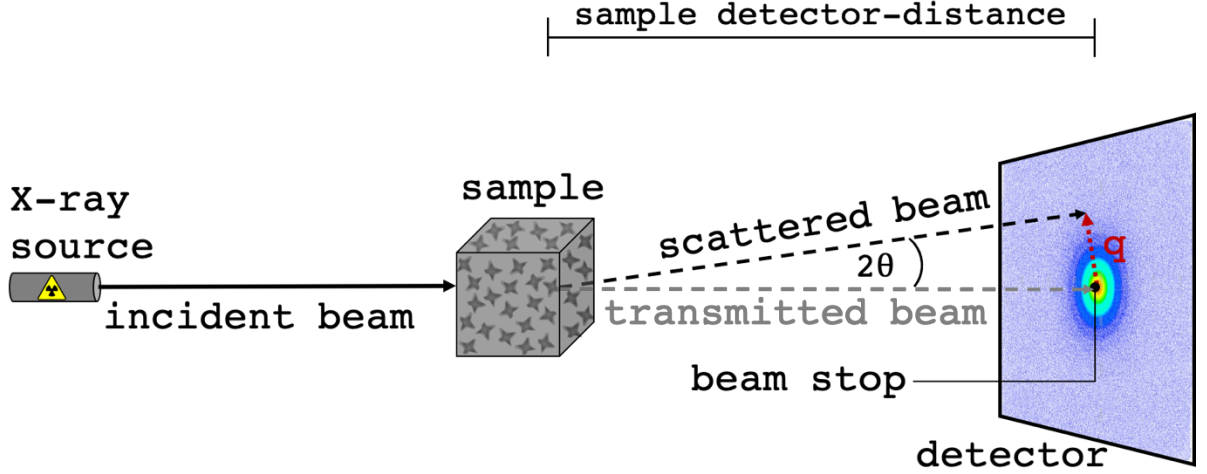 sample detector-distance
X-ray
source
sample
incident beam
scattered beam
2θ
q
transmitted beam
beam stop
detector